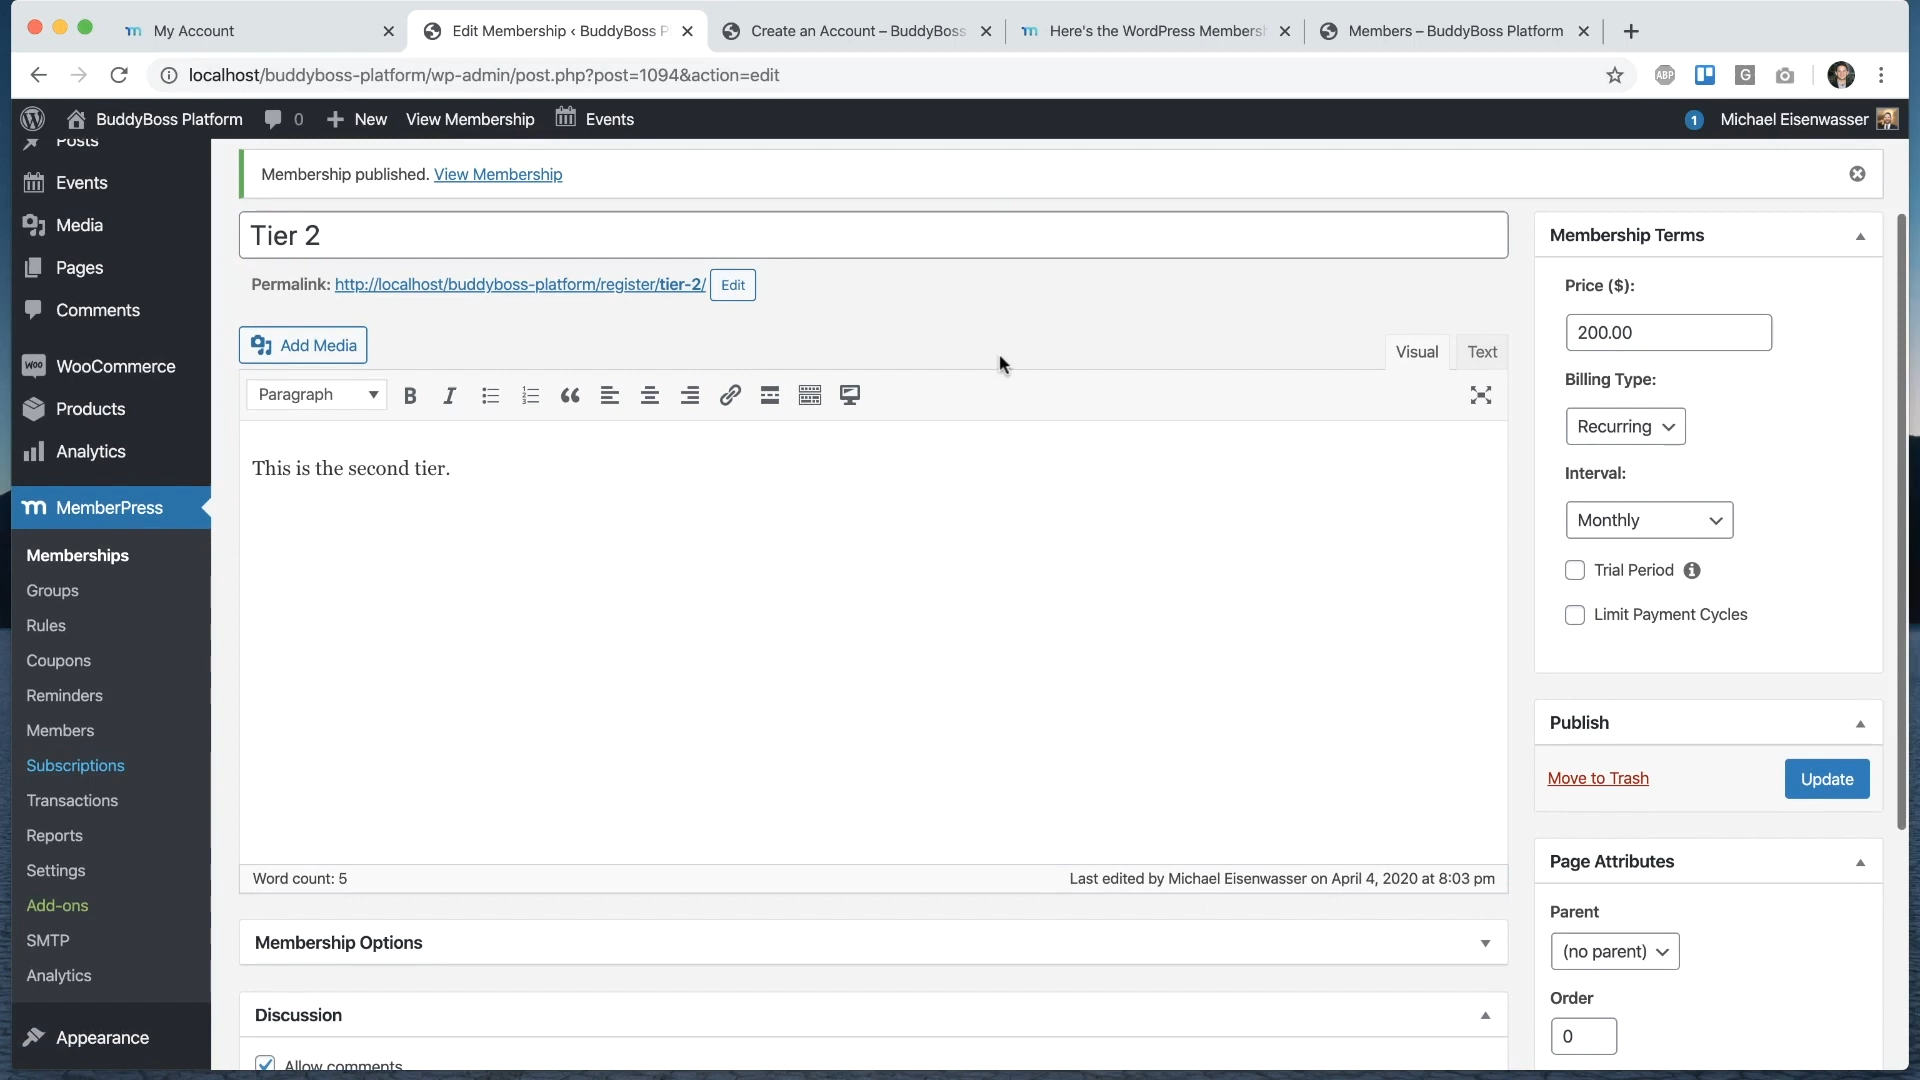 My Account
Edit Membership ‹ BuddyBoss P
Create an Account – BuddyBoss
Here's the WordPress Membersh
Members – BuddyBoss Platform
localhost/buddyboss-platform/wp-admin/post.php?post=1094&action=edit
ABP
G
BuddyBoss Platform
0
New
View Membership
Events
1
Michael Eisenwasser
Posts
Events
Media
Pages
Comments
WOO
WooCommerce
Products
Analytics
MemberPress
Memberships
Groups
Rules
Coupons
Reminders
Members
Subscriptions
Transactions
Reports
Settings
Add-ons
SMTP
Analytics
Appearance
Membership published. View Membership
Tier 2
Permalink: http://localhost/buddyboss-platform/register/tier-2/ Edit
Add Media
Visual
Text
Paragraph
This is the second tier.
Word count: 5
Last edited by Michael Eisenwasser on April 4, 2020 at 8:03 pm
Membership Options
Discussion
Allow comments
Membership Terms
Price ($):
200.00
Billing Type:
Recurring
Interval:
Monthly
Trial Period
Limit Payment Cycles
Publish
Move to Trash
Update
Page Attributes
Parent
(no parent)
Order
0